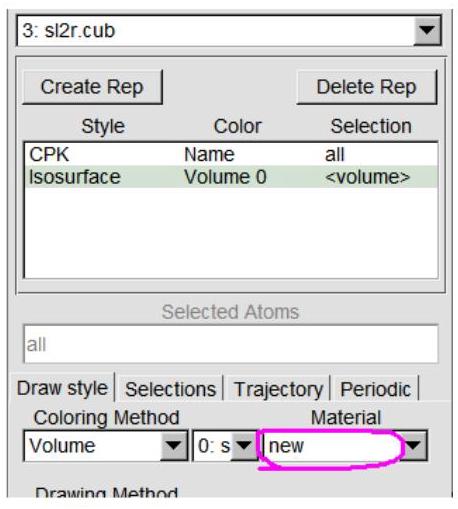 3: sl2r.cub
Create Rep Delete Rep
Style Color Selection
CPK Name all
Isosurface Volume 0 <volume>
Selected Atoms
all
Draw style Selections Trajectory Periodic
Coloring Method Material
Volume 0: s new
Drawing Method